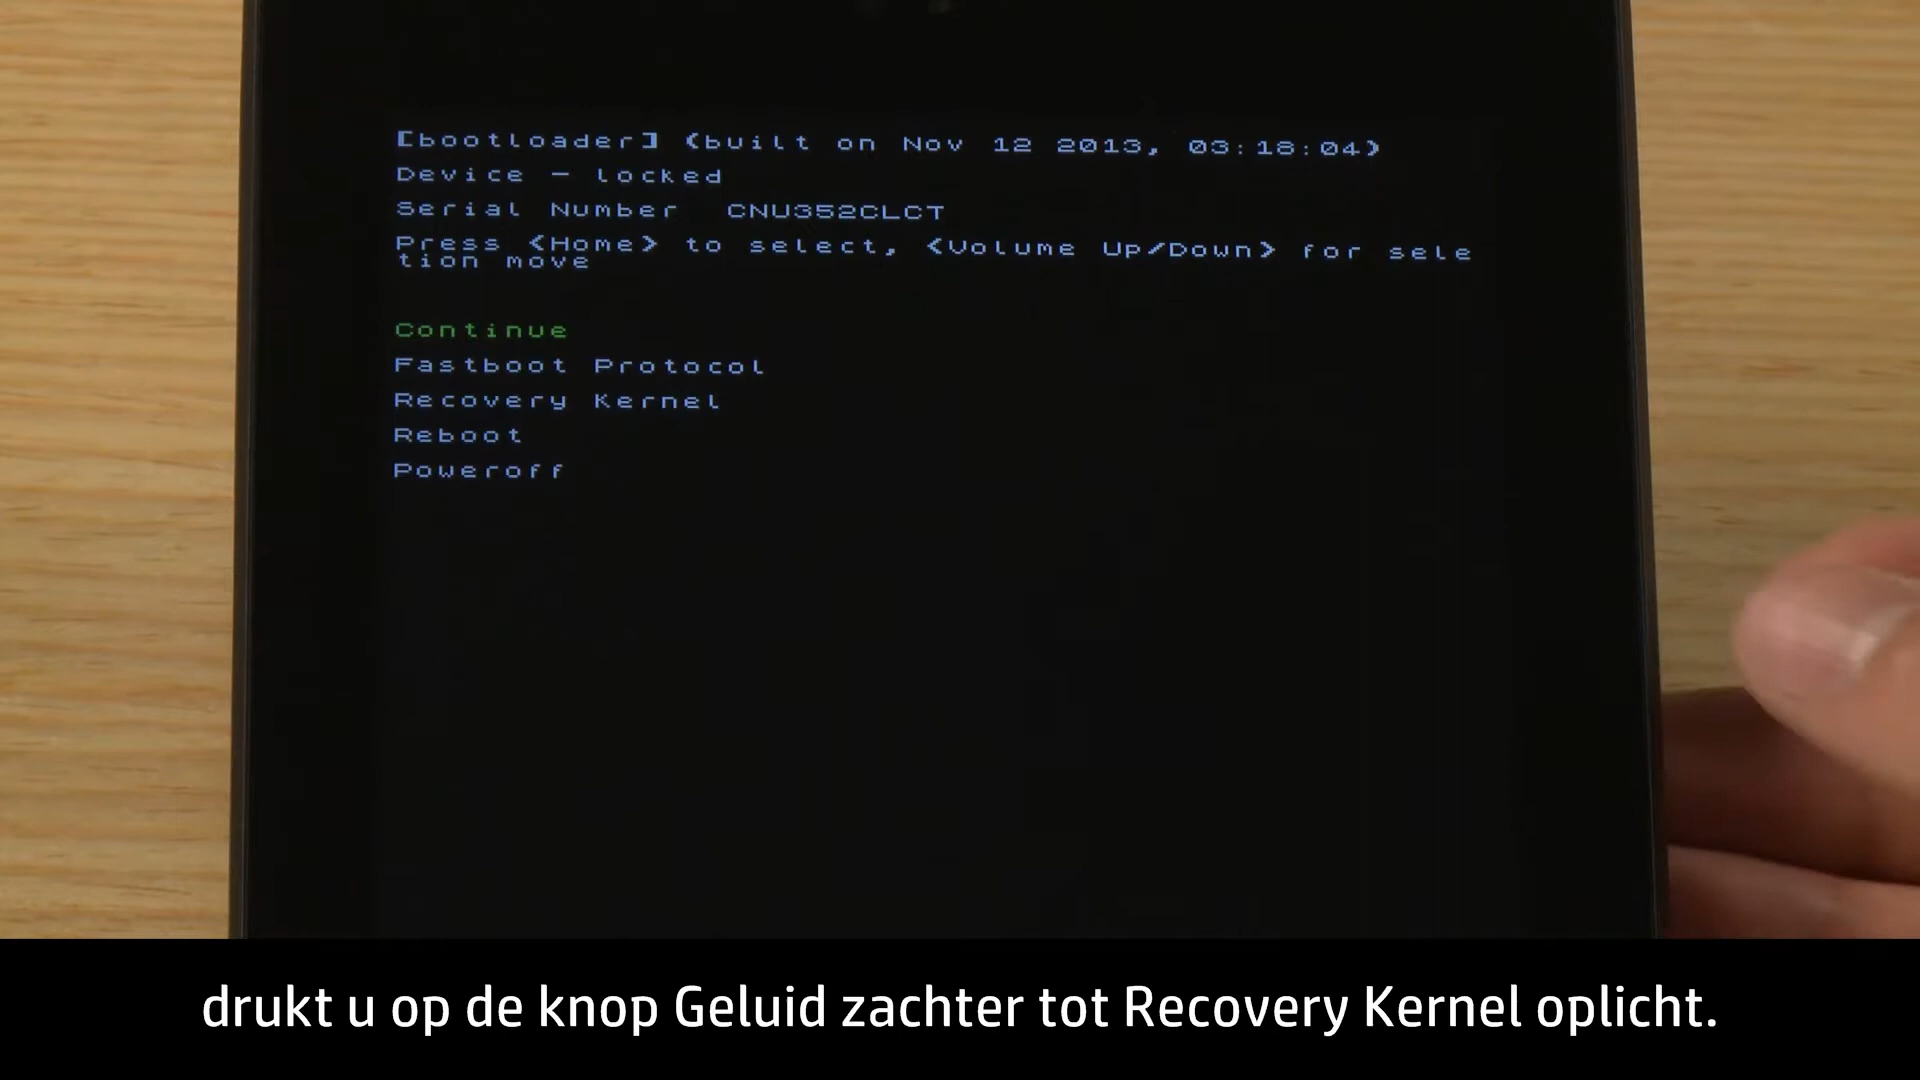 [bootloader] (built on Nov 12 2013, 03:18:04)
Device - locked
Serial Number CNU352CLCT
Press <Home> to select, <Volume Up/Down> for sele
tion move
Continue
Fastboot Protocol
Recovery Kernel
Reboot
Poweroff
drukt u op de knop Geluid zachter tot Recovery Kernel oplicht.